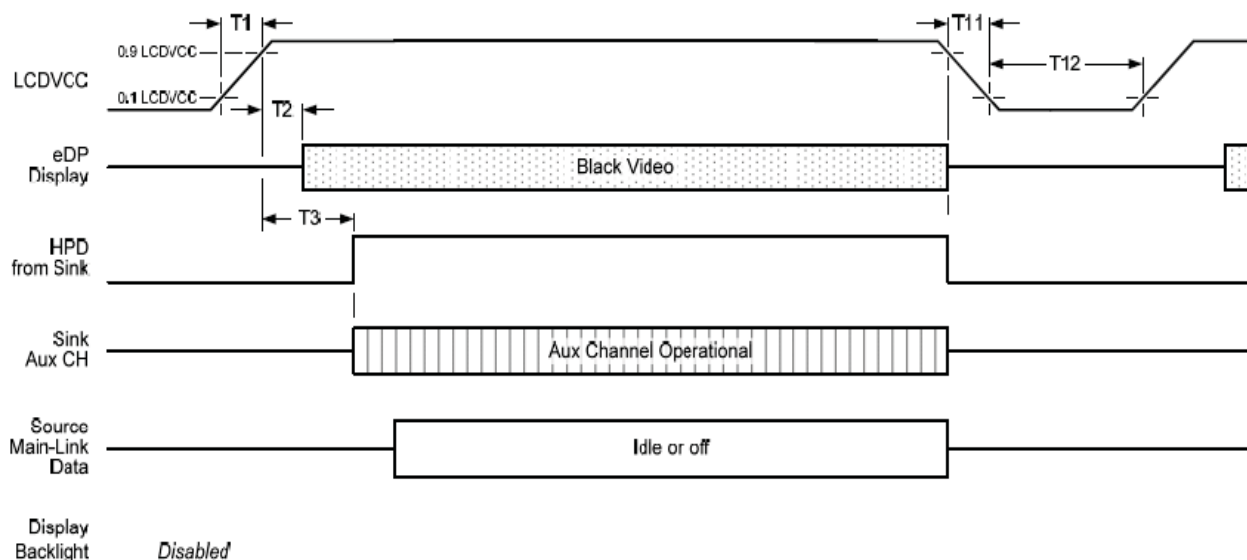 T1
T11
0.9 LCDVCC
LCDVCC
T12
0.1 LCDVCC
T2
eDP
Display
Black Video
T3
HPD
from Sink
Sink
Aux CH
Aux Channel Operational
Source
Main-Link
Data
Idle or off
Display
Backlight
Disabled